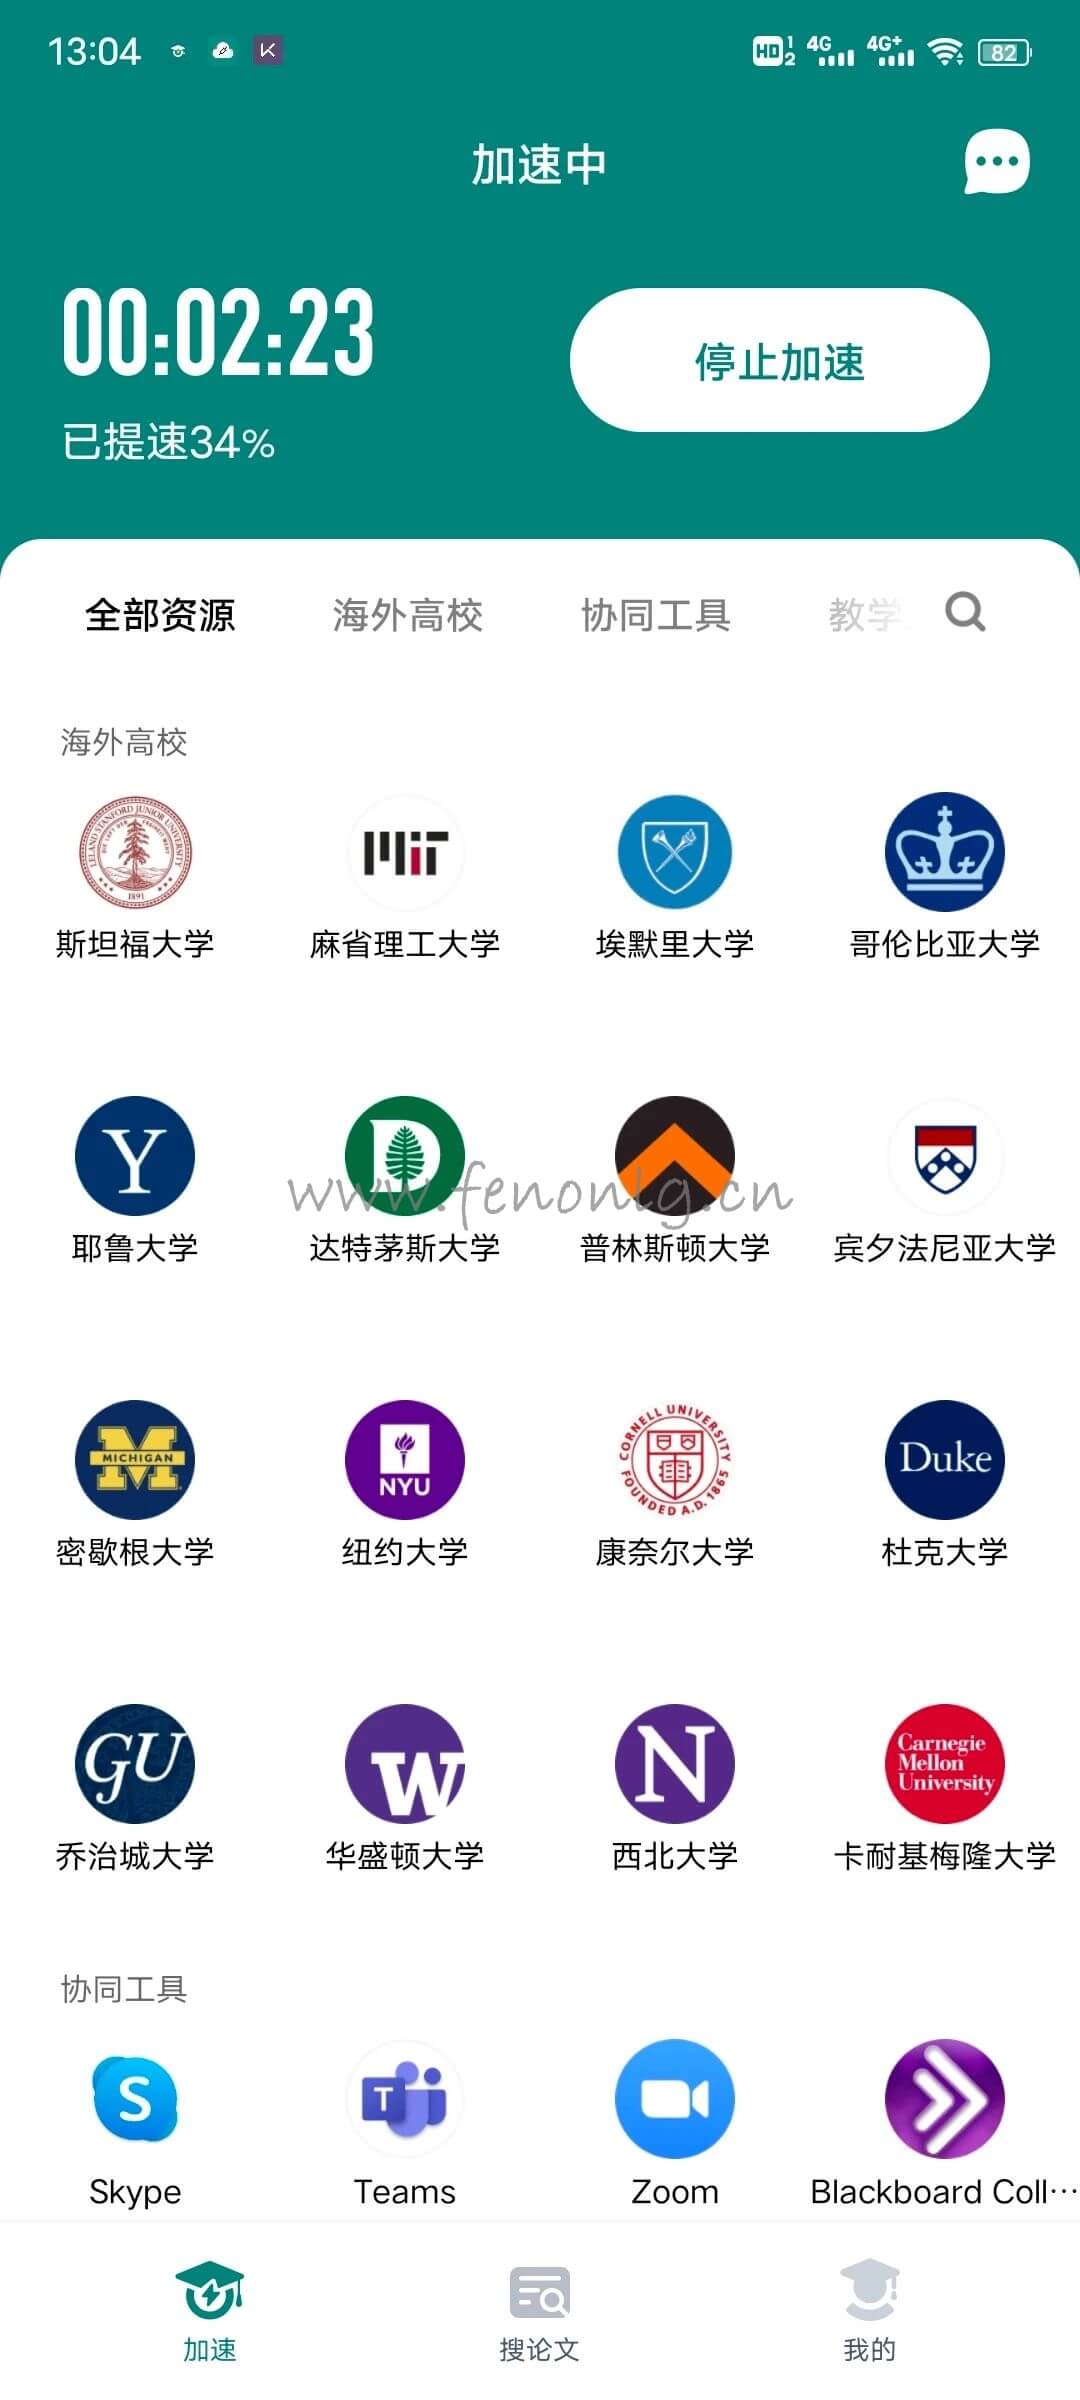 13:04
HD 1 2 4G 4G+ 82
加速中
00:02:23
停止加速
已提速34%
全部资源 海外高校 协同工具 教学
海外高校
LELAND STANFORD JUNIOR UNIVERSITY
1891
MIT
斯坦福大学 麻省理工大学 埃默里大学 哥伦比亚大学
Y D
www.fenonlg.cn
耶鲁大学 达特茅斯大学 普林斯顿大学 宾夕法尼亚大学
M MICHIGAN
NYU
CORNELL UNIVERSITY
FOUNDED A.D. 1865
Duke
密歇根大学 纽约大学 康奈尔大学 杜克大学
GU W N
Carnegie
Mellon
University
乔治城大学 华盛顿大学 西北大学 卡耐基梅隆大学
协同工具
S T
Skype Teams Zoom Blackboard Coll…
加速 搜论文 我的